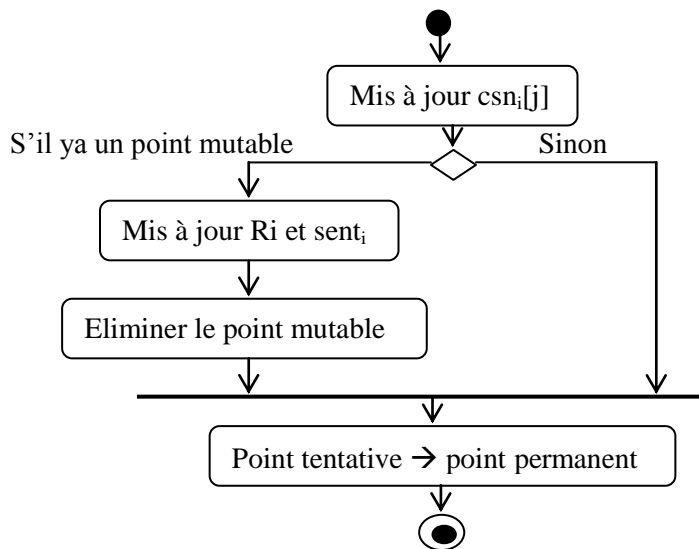 Mis à jour csnᵢ[j]
S'il ya un point mutable
Sinon
Mis à jour Ri et sentᵢ
Eliminer le point mutable
Point tentative → point permanent